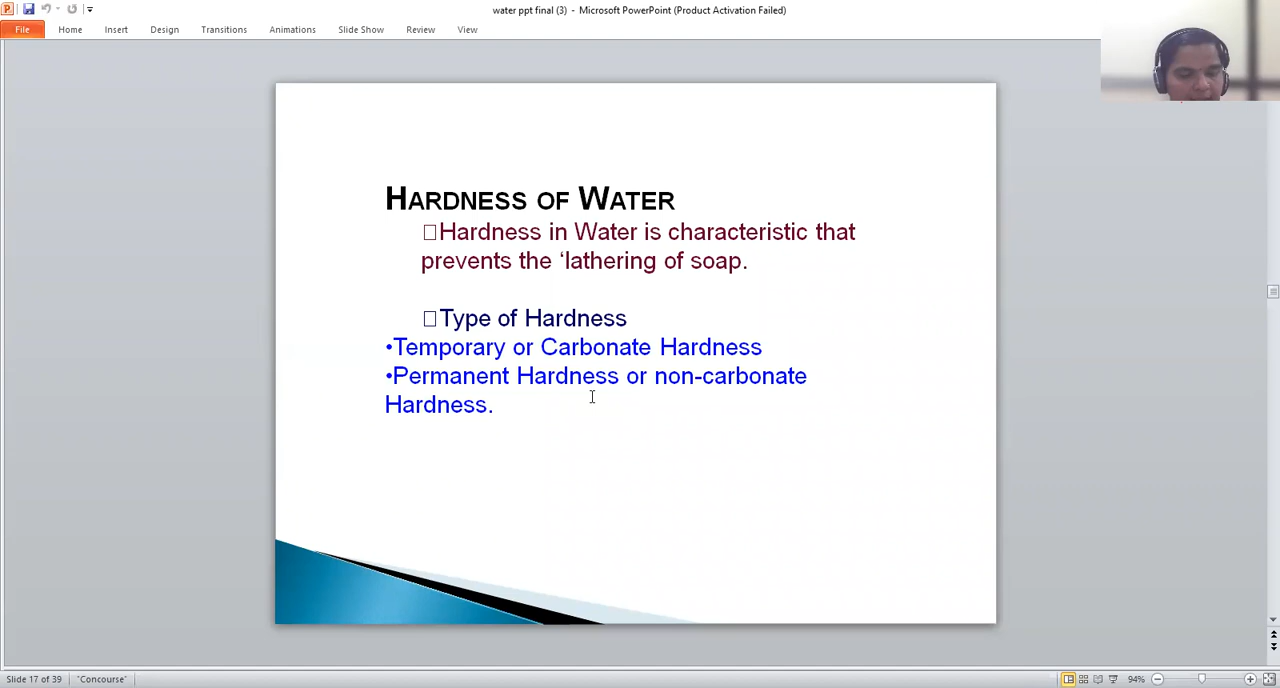 water ppt final (3) - Microsoft PowerPoint (Product Activation Failed)
File Home Insert Design Transitions Animations Slide Show Review View
HARDNESS OF WATER
Hardness in Water is characteristic that
prevents the ‘lathering of soap.
Type of Hardness
•Temporary or Carbonate Hardness
•Permanent Hardness or non-carbonate
Hardness.
Slide 17 of 39 "Concourse" 94%